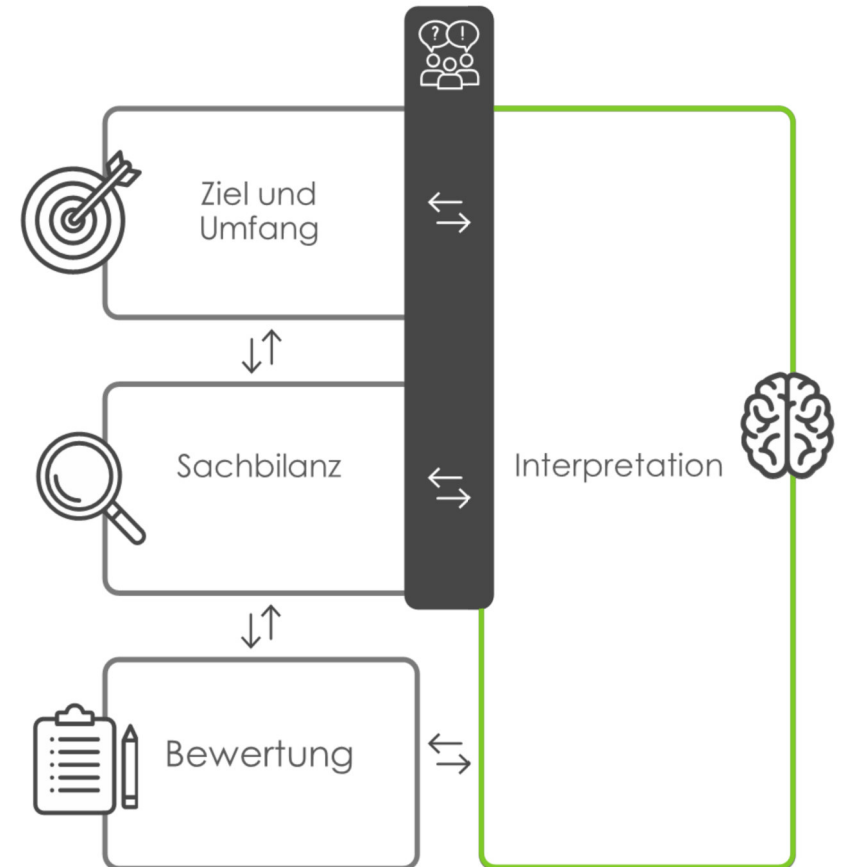 ? !
Ziel und
Umfang
Sachbilanz
Interpretation
Bewertung